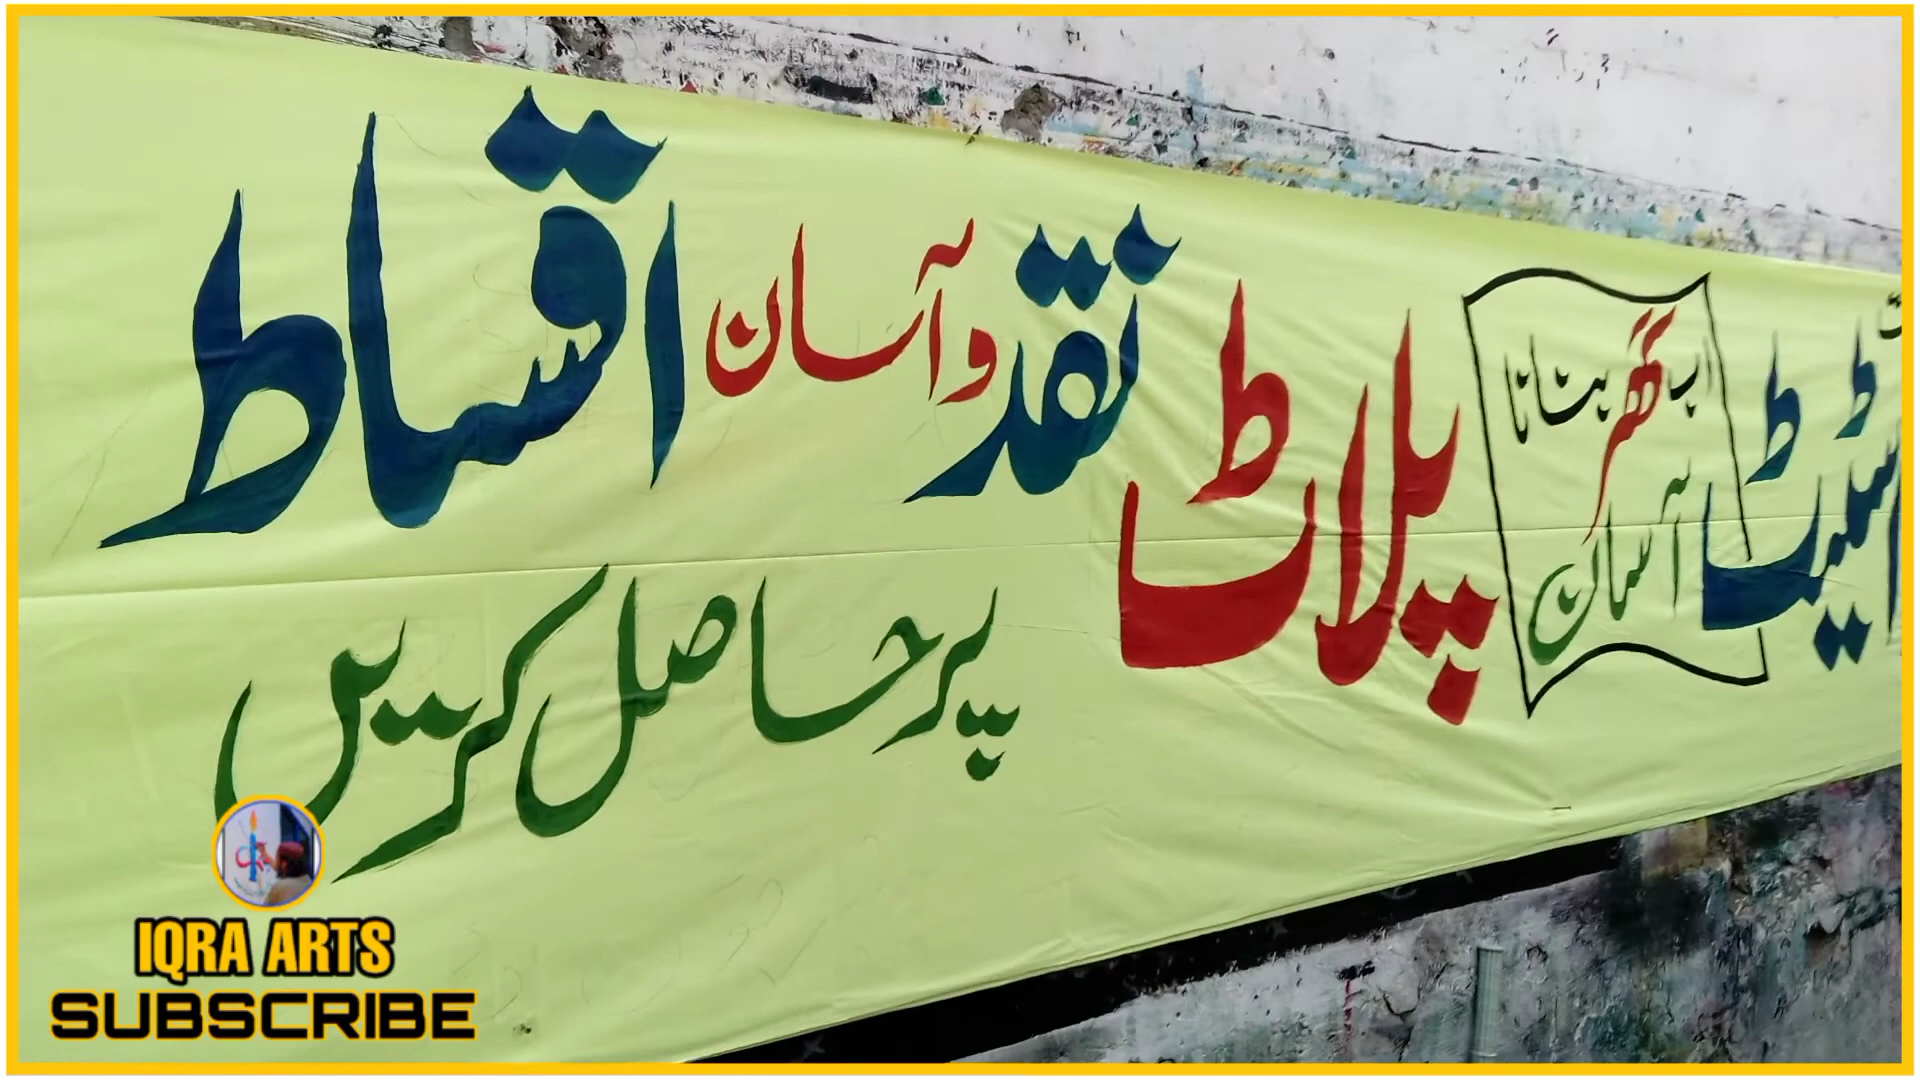 اسٹیٹ
اب گھر بنانا
آسان
پلاٹ
نقد و آسان اقساط
پر حاصل کریں
IQRA ARTS
SUBSCRIBE